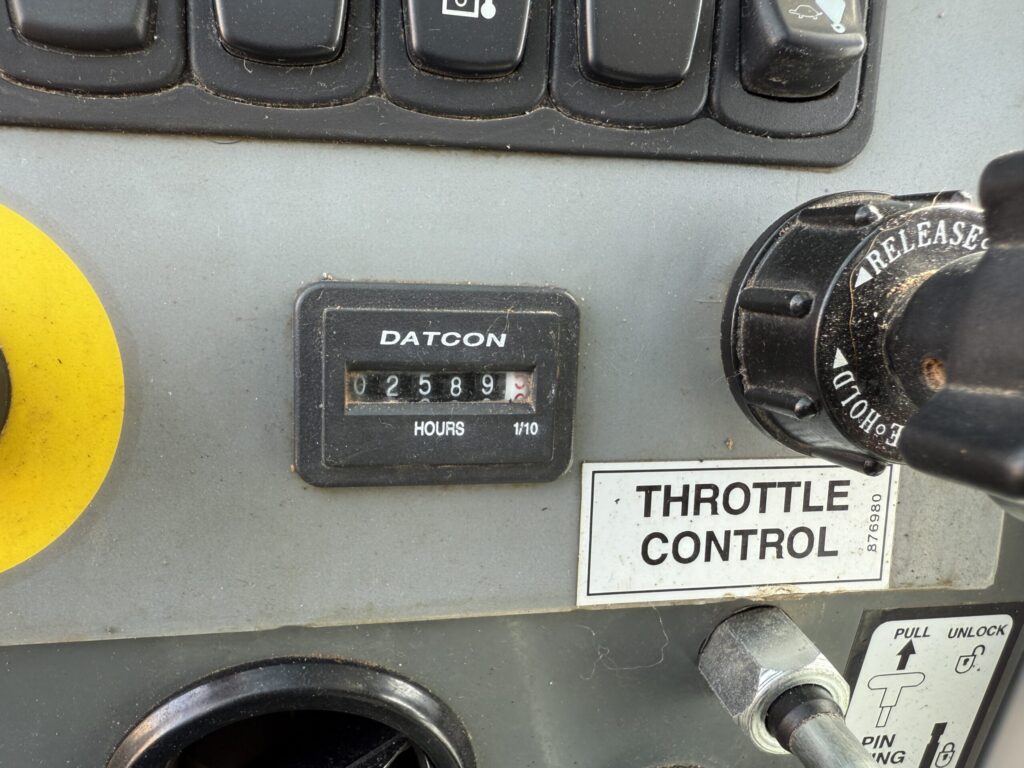 RELEASE
HOLD
DATCON
02589
HOURS 1/10
THROTTLE
CONTROL
876980
PULL UNLOCK
PIN